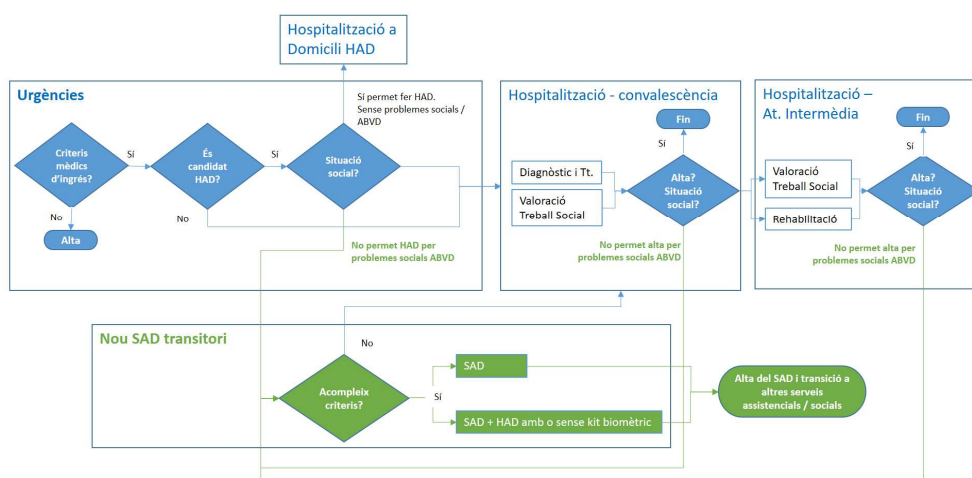 Hospitalització a
Domicili HAD
Urgències
Sí permet fer HAD.
Sense problemes socials /
ABVD
Criteris
mèdics
d'ingrés?
Sí
És
candidat
HAD?
Sí
Situació
social?
No
Alta
No
No permet HAD per
problemes socials ABVD
Hospitalització - convalescència
Fin
Sí
Diagnòstic i Tt.
Valoració
Treball Social
Alta?
Situació
social?
No permet alta per
problemes socials ABVD
Hospitalització –
At. Intermèdia
Fin
Sí
Valoració
Treball Social
Rehabilitació
Alta?
Situació
social?
No permet alta per
problemes socials ABVD
Nou SAD transitori
No
Acompleix
criteris?
Sí
SAD
SAD + HAD amb o sense kit biomètric
Alta del SAD i transició a
altres serveis
assistencials / socials